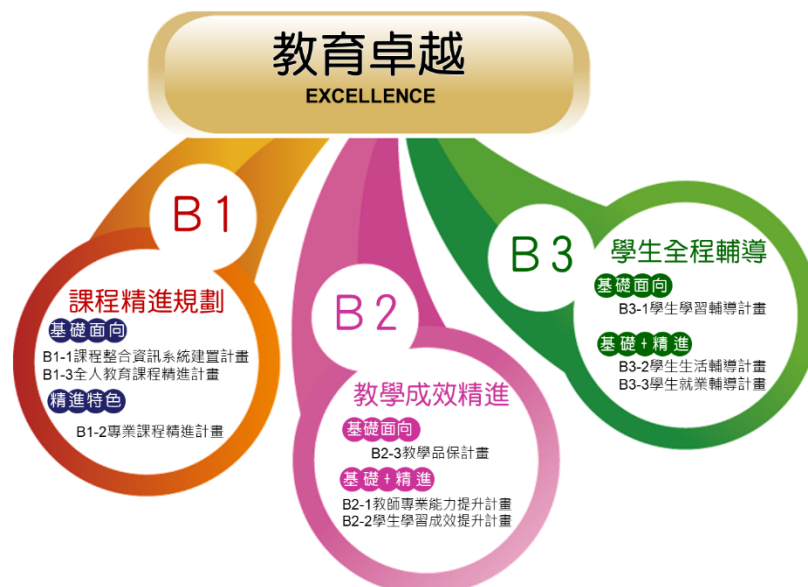 教育卓越
EXCELLENCE
B1
課程精進規劃
基礎面向
B1-1課程整合資訊系統建置計畫
B1-3全人教育課程精進計畫
精進特色
B1-2專業課程精進計畫
B2
教學成效精進
基礎面向
B2-3教學品保計畫
基礎+精進
B2-1教師專業能力提升計畫
B2-2學生學習成效提升計畫
B3
學生全程輔導
基礎面向
B3-1學生學習輔導計畫
基礎+精進
B3-2學生生活輔導計畫
B3-3學生就業輔導計畫